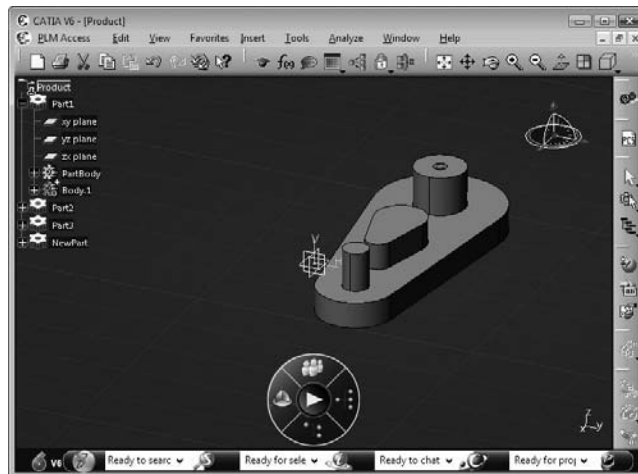 CATIA V6 - [Product]
PLM Access Edit View Favorites Insert Tools Analyze Window Help
f(x)
Product
Part1
xy plane
yz plane
zx plane
PartBody
Body.1
Part2
Part3
NewPart
V6 Ready to searc Ready for sele Ready to chat Ready for proj